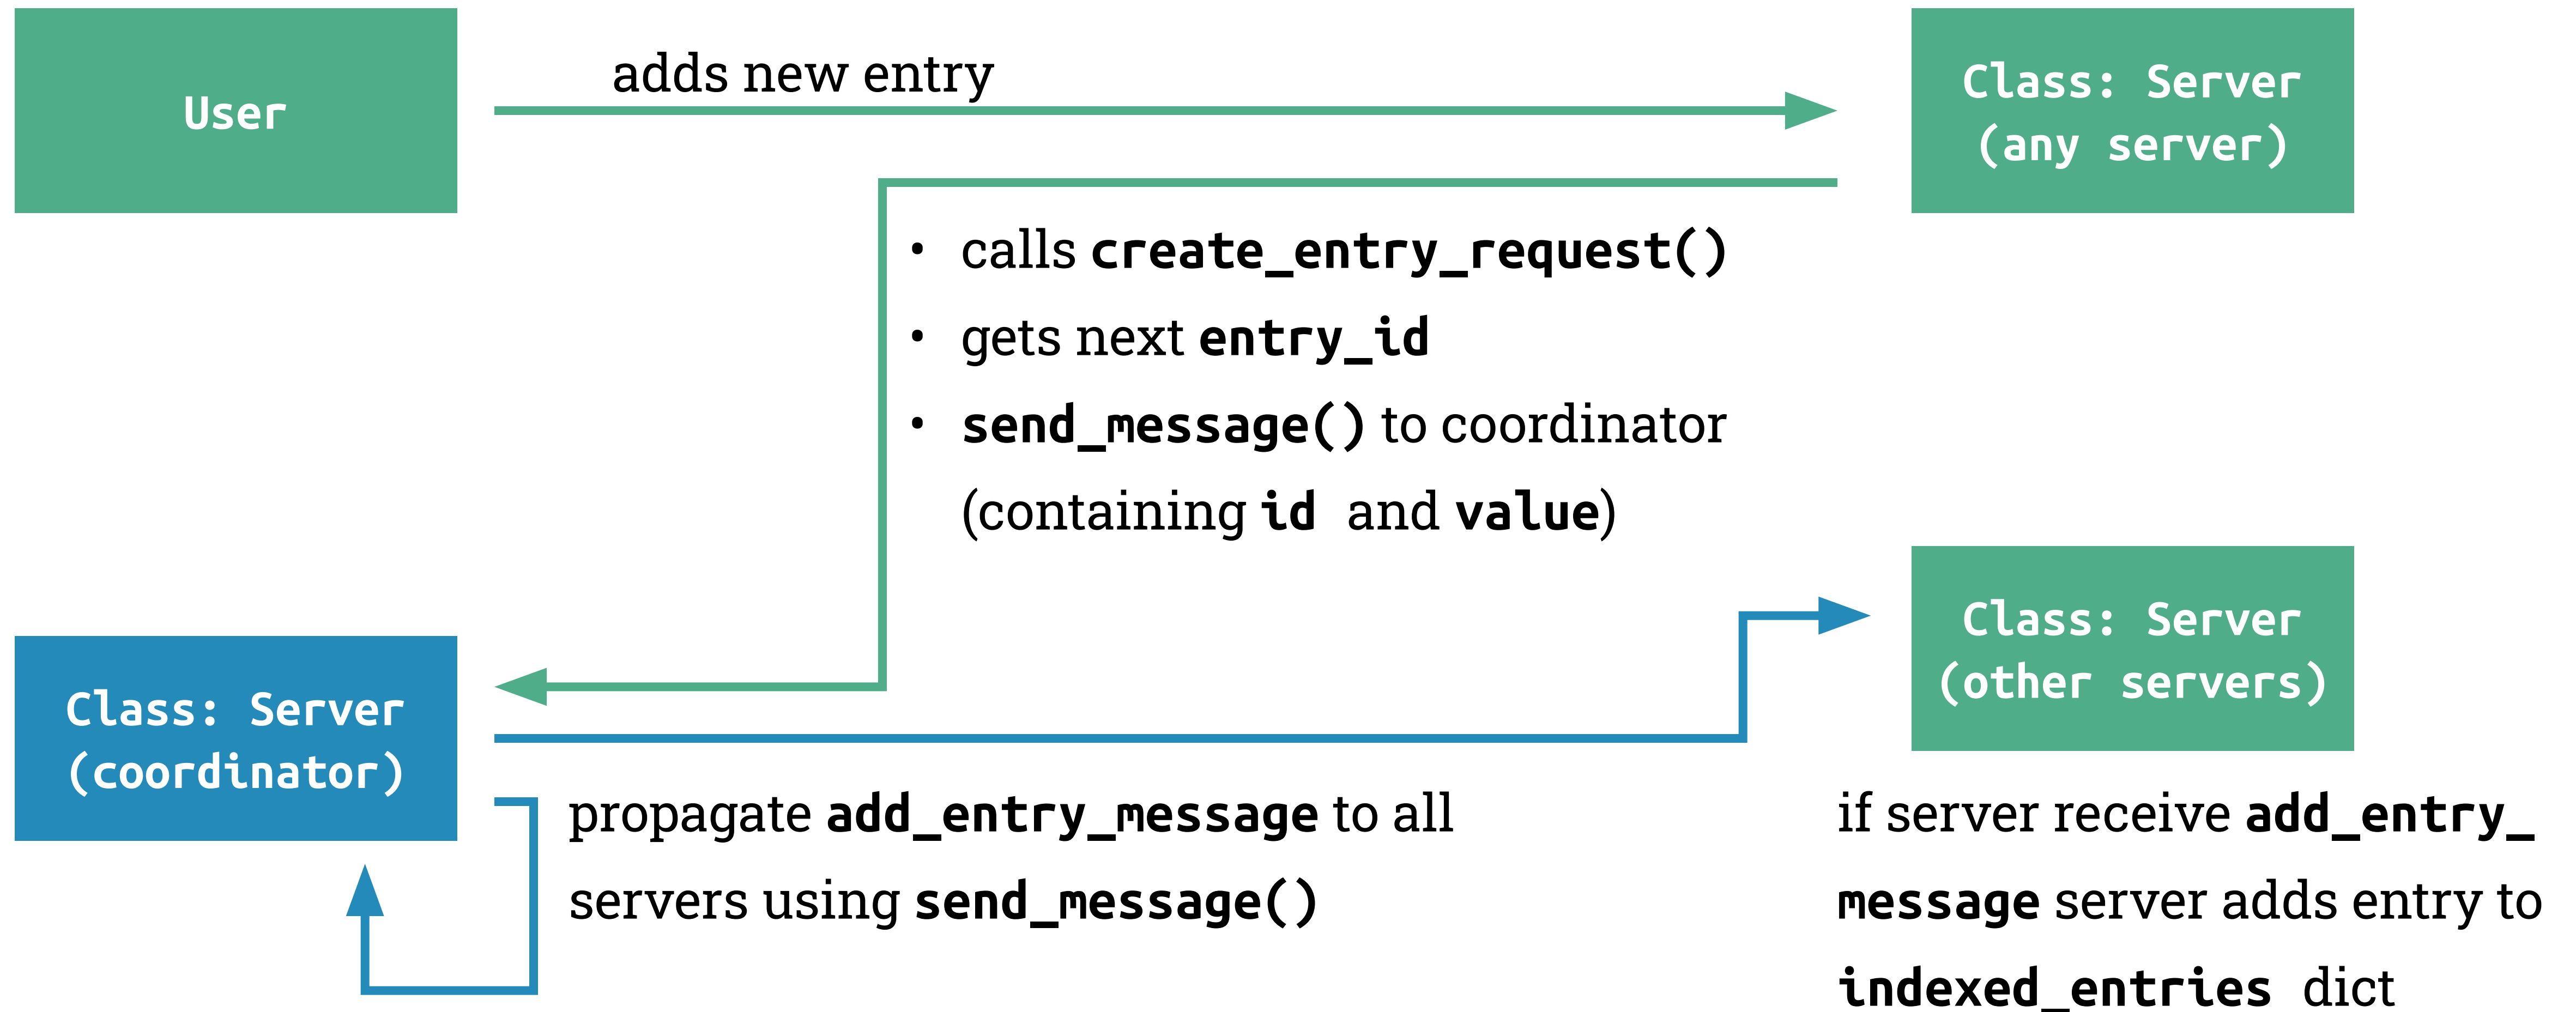 User
adds new entry
Class: Server
(any server)
• calls create_entry_request()
• gets next entry_id
• send_message() to coordinator
(containing id and value)
Class: Server
(coordinator)
Class: Server
(other servers)
propagate add_entry_message to all
servers using send_message()
if server receive add_entry_
message server adds entry to
indexed_entries dict